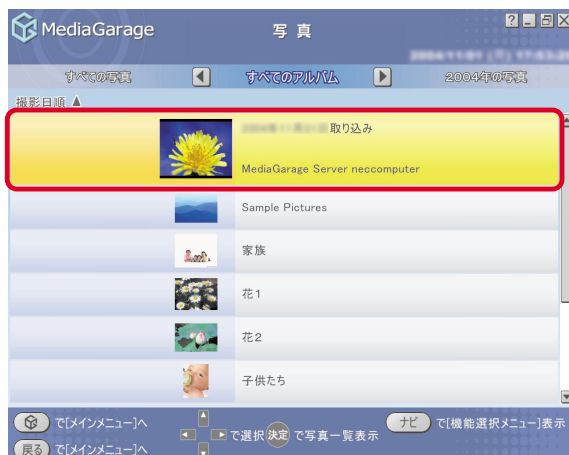 MediaGarage
写真
すべての写真
すべてのアルバム
2004年の写真
撮影日順 ▲
取り込み
MediaGarage Server neccomputer
Sample Pictures
家族
花1
花2
子供たち
で[メインメニュー]へ
で選択 決定 で写真一覧表示
ナビ で[機能選択メニュー]表示
戻る で[メインメニュー]へ